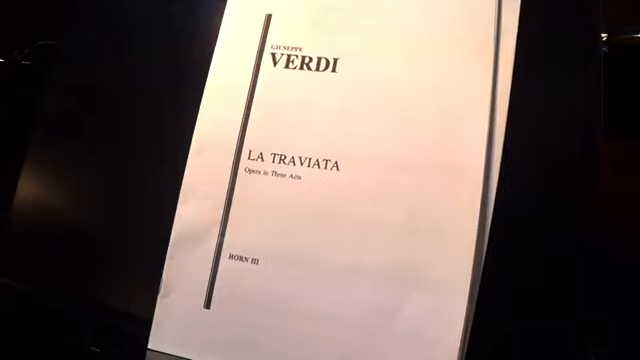 GIUSEPPE
VERDI
LA TRAVIATA
Opera in Three Acts
HORN III